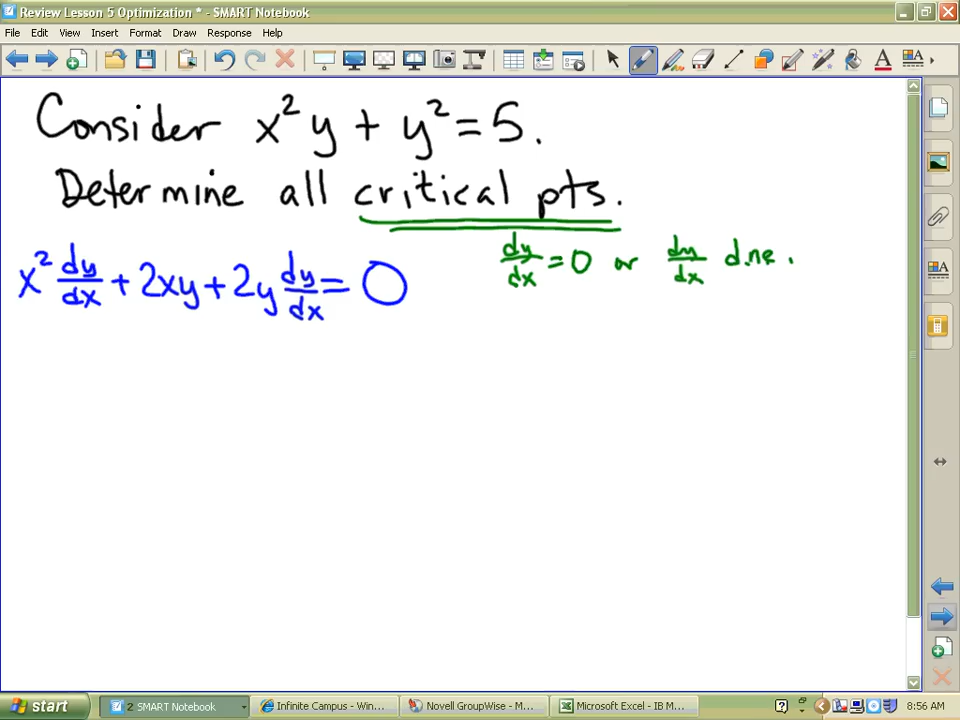 Review Lesson 5 Optimization * - SMART Notebook
File Edit View Insert Format Draw Response Help
Consider x² y + y² = 5.
Determine all critical pts.
dy/dx = 0 or dy/dx d.ne.
x² dy/dx + 2xy + 2y dy/dx = 0
start 2 SMART Notebook Infinite Campus - Win... Novell GroupWise - M... Microsoft Excel - IB M... 8:56 AM